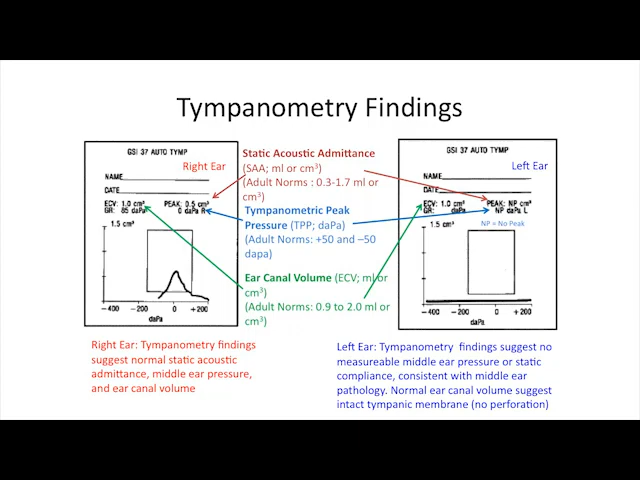 Tympanometry Findings
GSI 37 AUTO TYMP
Right Ear
NAME
DATE
ECV: 1.0 cm³ PEAK: 0.5 cm³
GR: 85 daPa 0 daPa R
1.5 cm³
-400 -200 0 +200
daPa
Static Acoustic Admittance
(SAA; ml or cm³)
(Adult Norms : 0.3-1.7 ml or
cm³)
Tympanometric Peak
Pressure (TPP; daPa)
(Adult Norms: +50 and –50
dapa)
Ear Canal Volume (ECV; ml or
cm³)
(Adult Norms: 0.9 to 2.0 ml or
cm³)
GSI 37 AUTO TYMP
Left Ear
NAME
DATE
ECV: 1.0 cm³ PEAK: NP cm³
GR: daPa NP daPa L
1.5 cm³
NP = No Peak
-400 -200 0 +200
daPa
Right Ear: Tympanometry findings
suggest normal static acoustic
admittance, middle ear pressure,
and ear canal volume
Left Ear: Tympanometry findings suggest no
measureable middle ear pressure or static
compliance, consistent with middle ear
pathology. Normal ear canal volume suggest
intact tympanic membrane (no perforation)